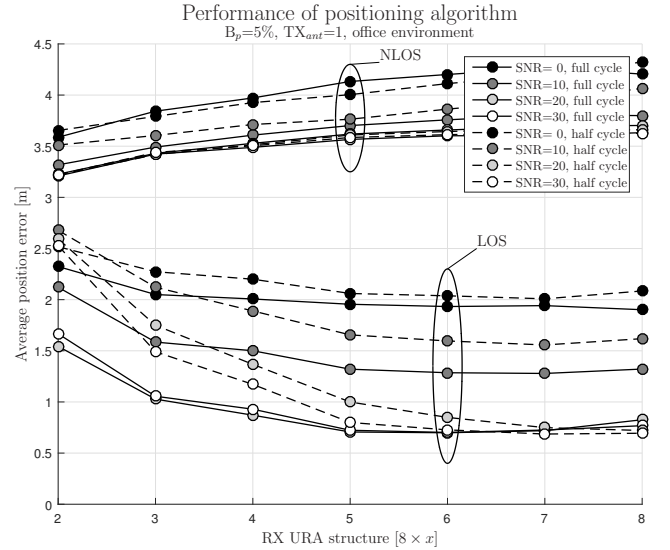 Performance of positioning algorithm
Bₚ=5%, TXₐₙₜ=1, office environment
NLOS
SNR= 0, full cycle
SNR=10, full cycle
SNR=20, full cycle
SNR=30, full cycle
SNR= 0, half cycle
SNR=10, half cycle
SNR=20, half cycle
SNR=30, half cycle
LOS
Average position error [m]
4.5
4
3.5
3
2.5
2
1.5
1
0.5
0
2 3 4 5 6 7 8
RX URA structure [8 × x]